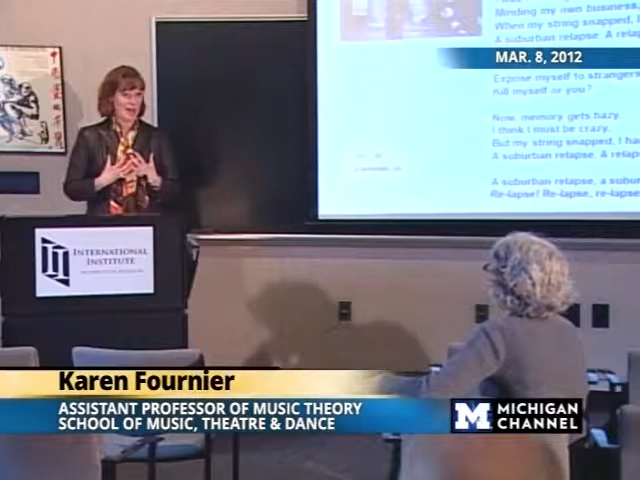 Minding my own business,
When my string snapped, I
A suburban relapse. A relap
MAR. 8, 2012
Expose myself to strangers
myself or you?
Now, memory gets hazy,
I think I must be crazy,
But my string snapped, I ha
A suburban relapse. A relap
A suburban relapse, a subu
Re-lapse! Re-lapse, re-lapse
INTERNATIONAL
INSTITUTE
Karen Fournier
ASSISTANT PROFESSOR OF MUSIC THEORY
SCHOOL OF MUSIC, THEATRE & DANCE
M MICHIGAN
CHANNEL